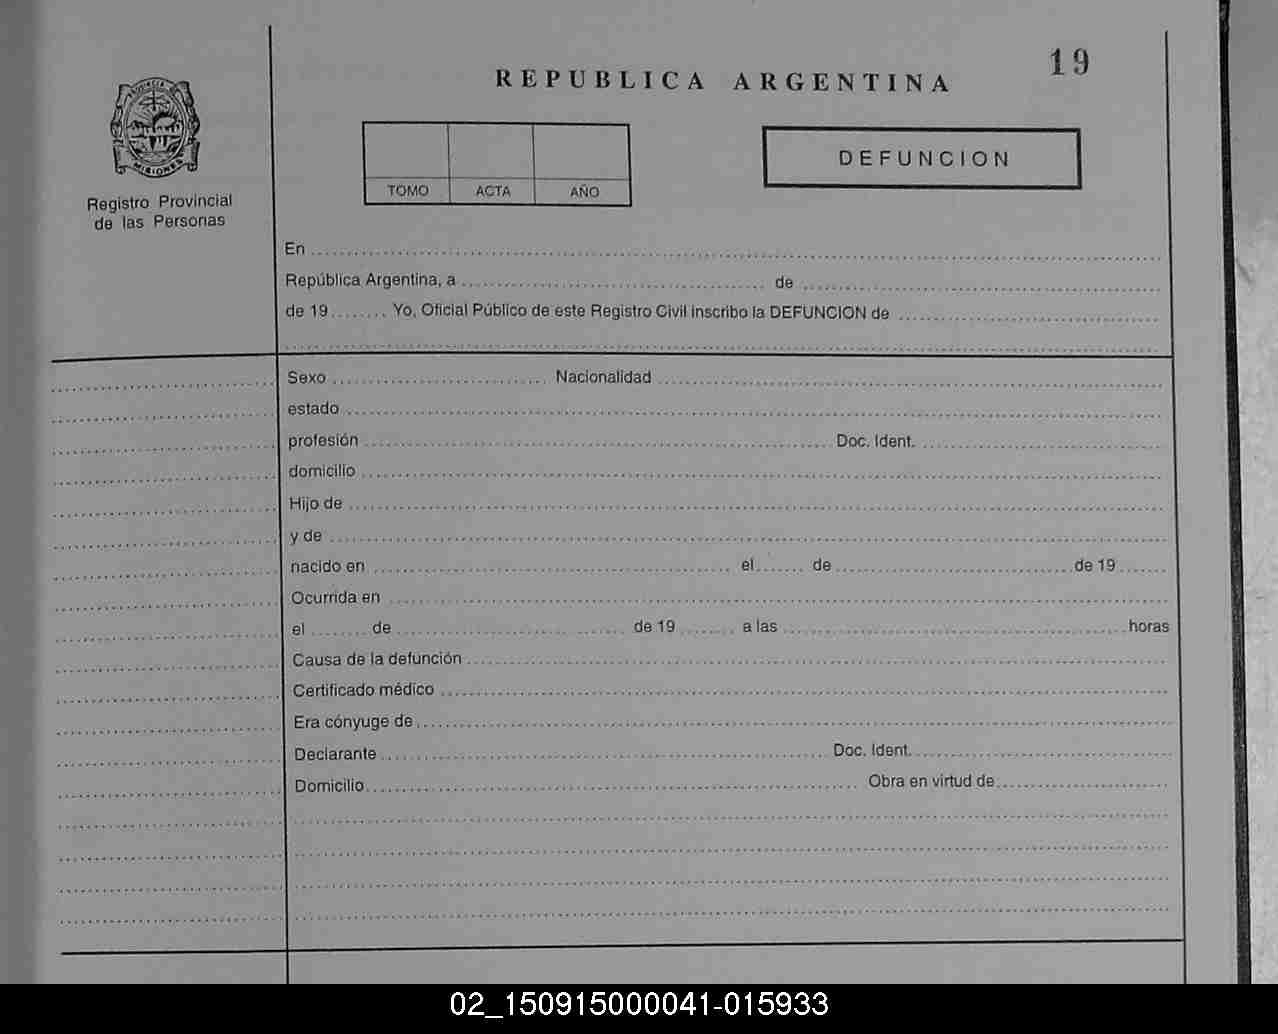 19
REPUBLICA ARGENTINA
PROVINCIA DE
MISIONES
Registro Provincial
de las Personas
TOMO ACTA AÑO
DEFUNCION
En
República Argentina, a de
de 19 Yo, Oficial Público de este Registro Civil inscribo la DEFUNCION de
Sexo Nacionalidad
estado
profesión Doc. Ident.
domicilio
Hijo de
y de
nacido en el de de 19
Ocurrida en
el de de 19 a las horas
Causa de la defunción
Certificado médico
Era cónyuge de
Declarante Doc. Ident.
Domicilio Obra en virtud de
02_150915000041-015933